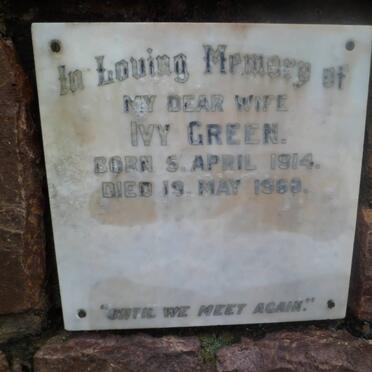 In Loving Memory of
MY DEAR WIFE
IVY GREEN.
BORN 5. APRIL 1914.
DIED 19. MAY
"UNTIL WE MEET AGAIN."